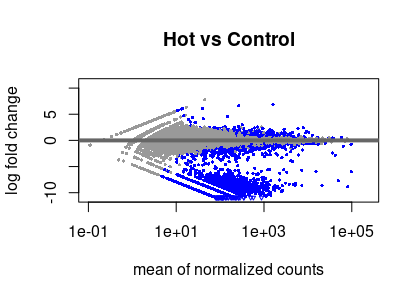 Hot vs Control
log fold change
5
0
-10
1e-01
1e+01
1e+03
1e+05
mean of normalized counts